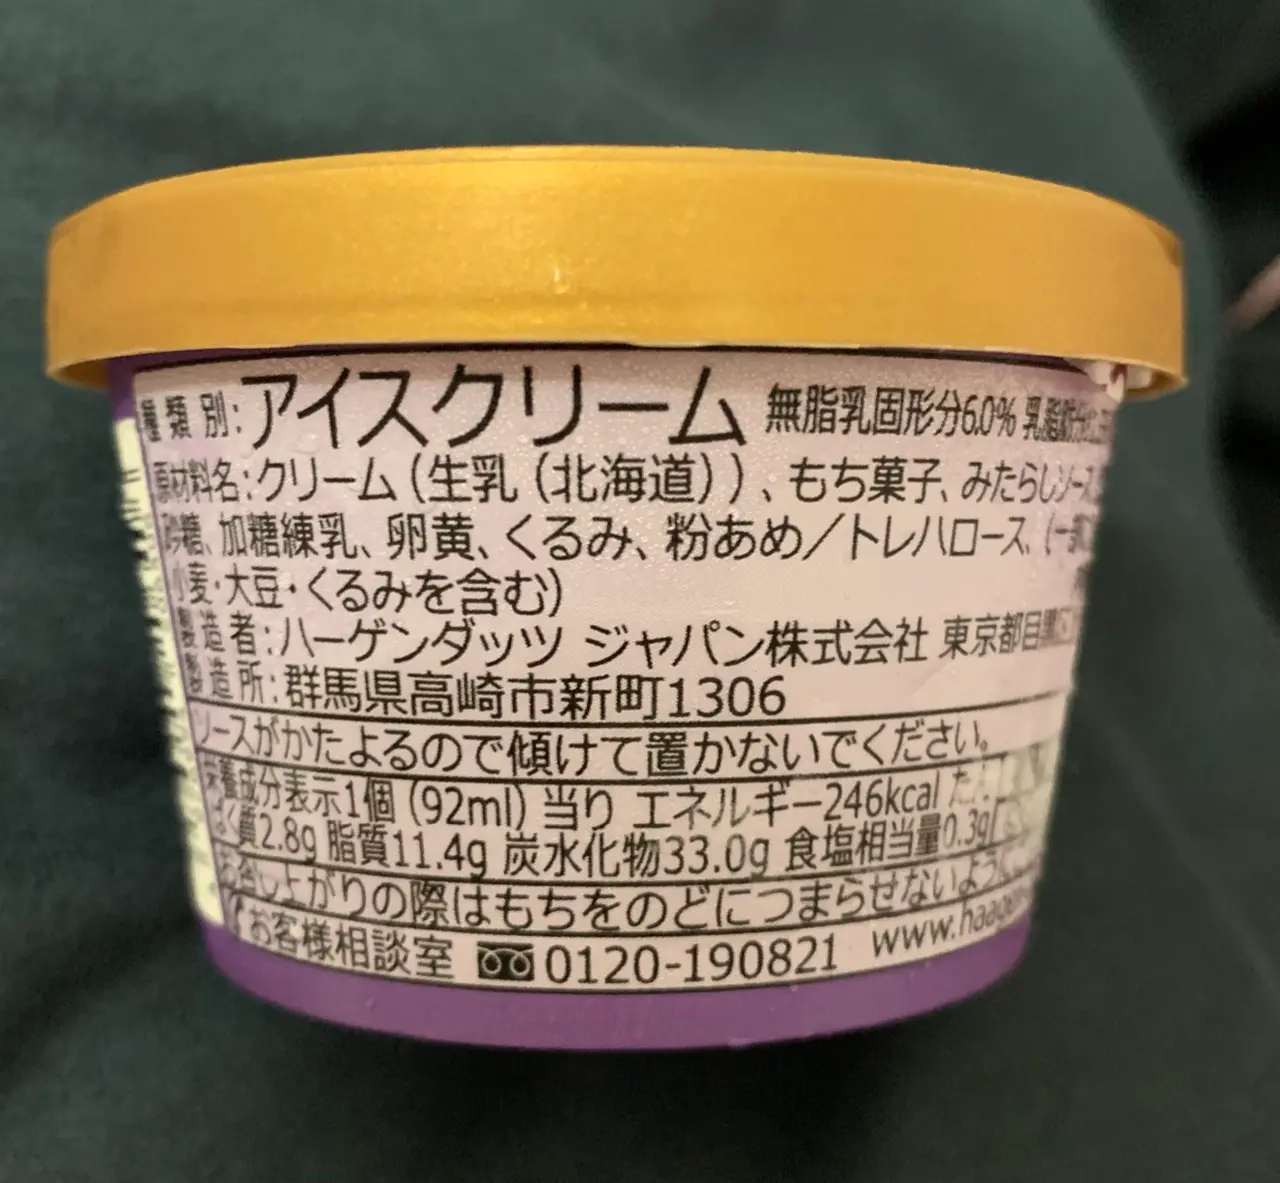 種類別:アイスクリーム 無脂乳固形分6.0% 乳脂肪分
原材料名:クリーム(生乳(北海道))、もち菓子、みたらしソース、
砂糖、加糖練乳、卵黄、くるみ、粉あめ/トレハロース、(一部に
小麦・大豆・くるみを含む)
製造者:ハーゲンダッツ ジャパン株式会社 東京都目黒区
製造所:群馬県高崎市新町1306
ソースがかたよるので傾けて置かないでください。
栄養成分表示1個(92ml)当り エネルギー246kcal たん
ぱく質2.8g 脂質11.4g 炭水化物33.0g 食塩相当量0.3g
お召し上がりの際はもちをのどにつまらせないように
お客様相談室 0120-190821 www.haagen